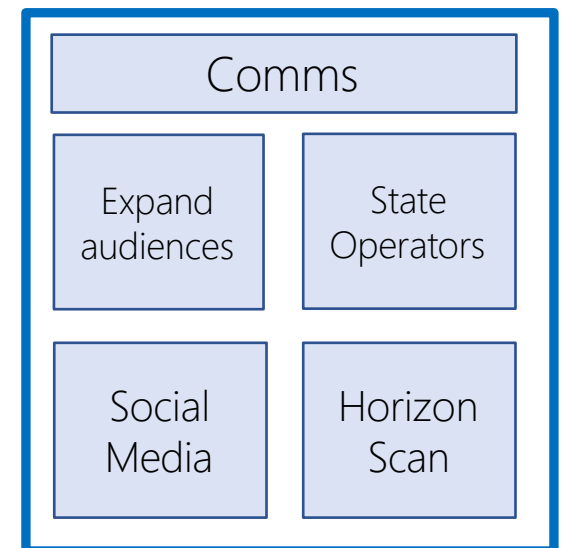 Comms
Expand
audiences
State
Operators
Social
Media
Horizon
Scan